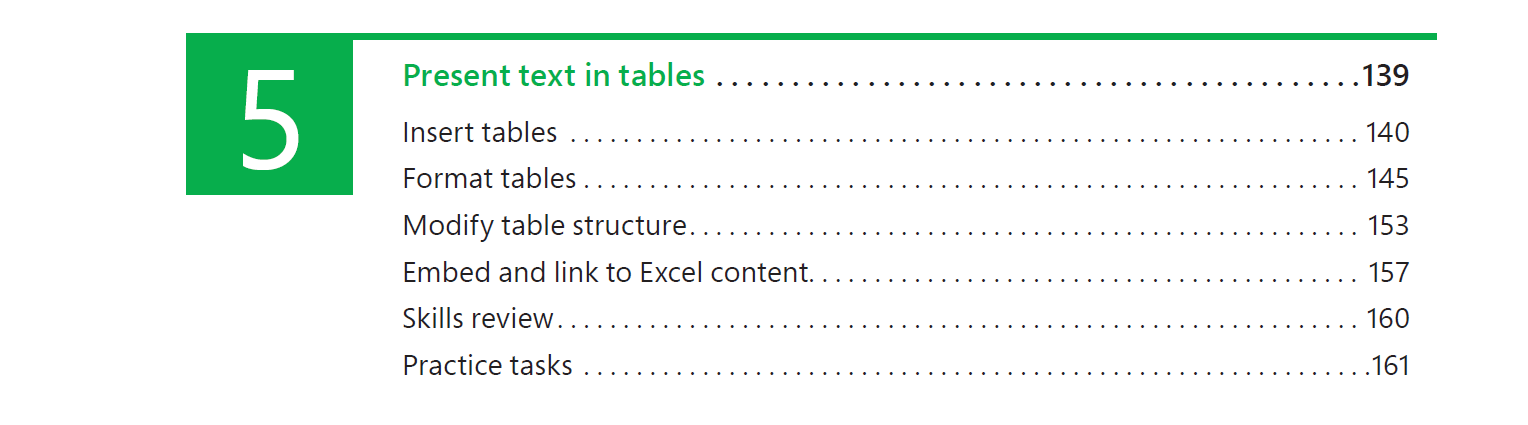 5
Present text in tables . . . . . . . . . . . . . . . . . . . . . . . . . . . . . . . . . . . . . . . . . . .139
Insert tables . . . . . . . . . . . . . . . . . . . . . . . . . . . . . . . . . . . . . . . . . . . . . . . . . . . . . . . . . . . . 140
Format tables . . . . . . . . . . . . . . . . . . . . . . . . . . . . . . . . . . . . . . . . . . . . . . . . . . . . . . . . . . . 145
Modify table structure. . . . . . . . . . . . . . . . . . . . . . . . . . . . . . . . . . . . . . . . . . . . . . . . . . . 153
Embed and link to Excel content. . . . . . . . . . . . . . . . . . . . . . . . . . . . . . . . . . . . . . . . . . 157
Skills review. . . . . . . . . . . . . . . . . . . . . . . . . . . . . . . . . . . . . . . . . . . . . . . . . . . . . . . . . . . . . 160
Practice tasks . . . . . . . . . . . . . . . . . . . . . . . . . . . . . . . . . . . . . . . . . . . . . . . . . . . . . . . . . . . .161